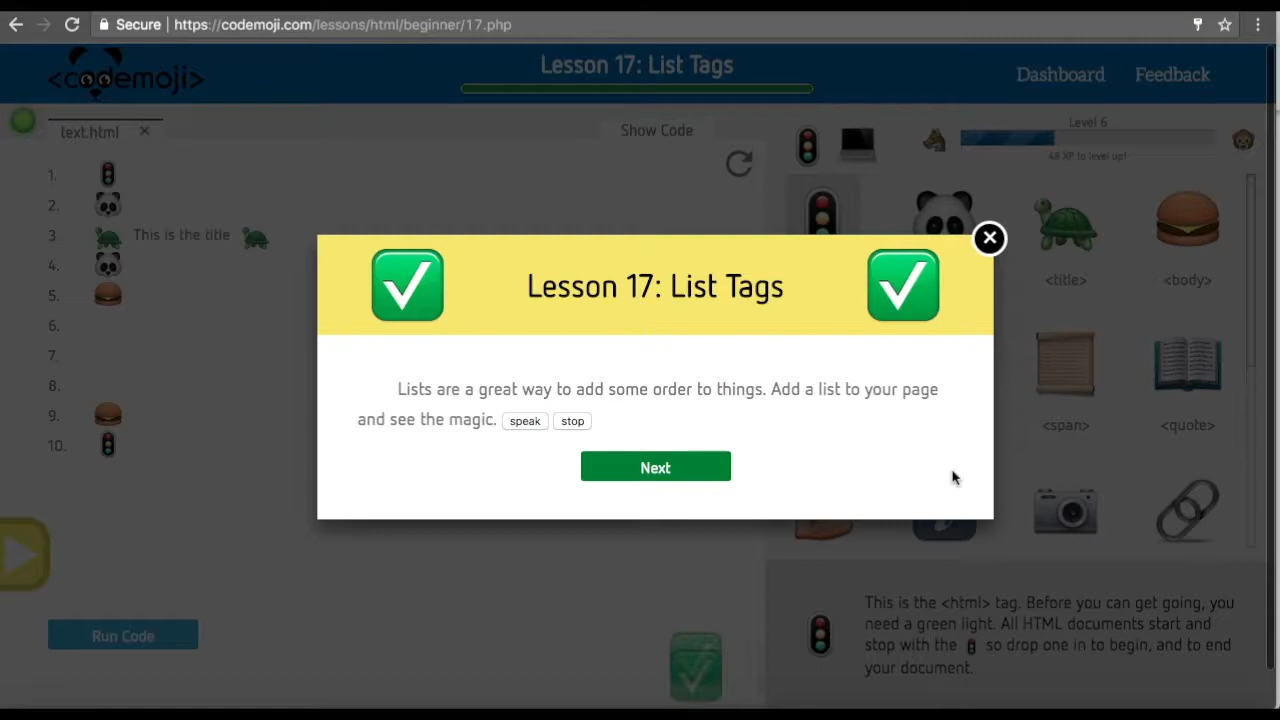 Secure | https://codemoji.com/lessons/html/beginner/17.php
<codemoji>
Lesson 17: List Tags
Dashboard
Feedback
text.html
Show Code
Level 6
48 XP to level up!
1.
2.
3. This is the title
4.
5.
6.
7.
8.
9.
10.
<title>
<body>
<span>
<quote>
Lesson 17: List Tags
Lists are a great way to add some order to things. Add a list to your page
and see the magic. speak stop
Next
Run Code
This is the <html> tag. Before you can get going, you
need a green light. All HTML documents start and
stop with the so drop one in to begin, and to end
your document.